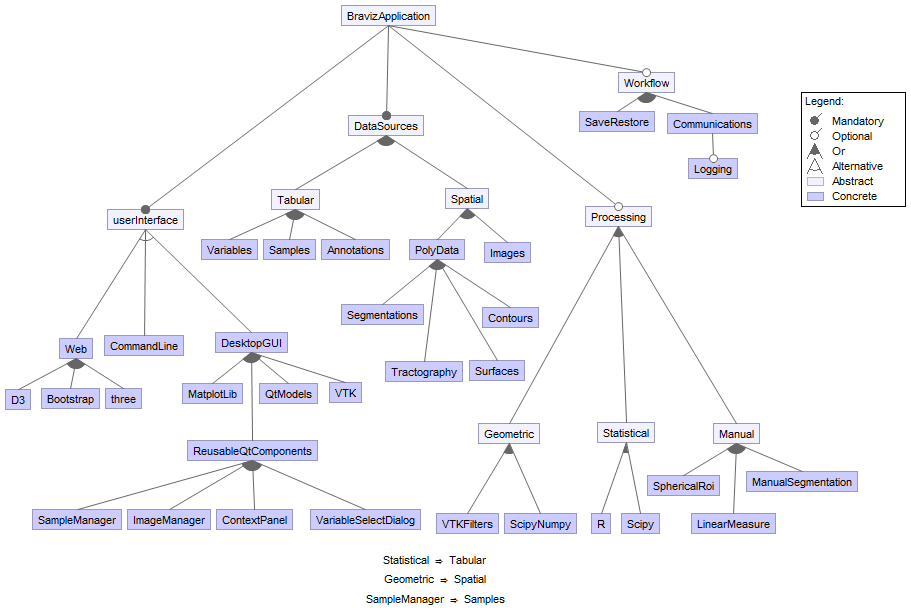 BravizApplication
Workflow
Legend:
Mandatory
Optional
Or
Alternative
Abstract
Concrete
DataSources
SaveRestore
Communications
Logging
userInterface
Tabular
Spatial
Processing
Variables
Samples
Annotations
PolyData
Images
Segmentations
Contours
Web
CommandLine
DesktopGUI
Tractography
Surfaces
D3
Bootstrap
three
MatplotLib
QtModels
VTK
ReusableQtComponents
Geometric
Statistical
Manual
SphericalRoi
ManualSegmentation
SampleManager
ImageManager
ContextPanel
VariableSelectDialog
VTKFilters
ScipyNumpy
R
Scipy
LinearMeasure
Statistical ⇒ Tabular
Geometric ⇒ Spatial
SampleManager ⇒ Samples